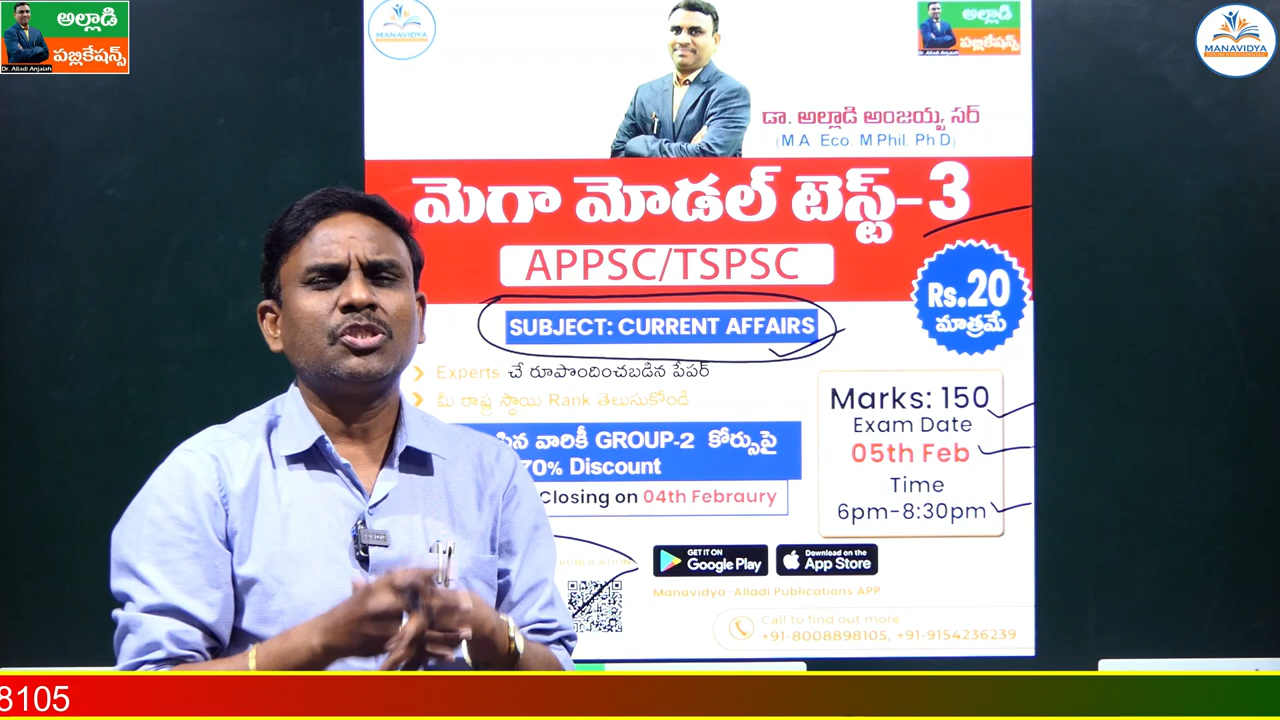 అల్లాడి
పబ్లికేషన్స్
Dr. Alladi Anjaiah
MANAVIDYA
అల్లాడి
పబ్లికేషన్స్
MANAVIDYA
డా. అల్లాడి అంజయ్య సర్
(M A Eco, M Phil, Ph D)
మెగా మోడల్ టెస్ట్-3
APPSC/TSPSC
Rs.20
మాత్రమే
SUBJECT: CURRENT AFFAIRS
Experts చే రూపొందించబడిన పేపర్
మీ రాష్ట్ర స్థాయి Rank తెలుసుకోండి
వారికీ GROUP-2 కోర్సుపై
70% Discount
Closing on 04th Febraury
Marks: 150
Exam Date
05th Feb
Time
6pm-8:30pm
GET IT ON
Google Play
Download on the
App Store
Manavidya- Alladi Publications APP
Call to find out more
+91-8008898105, +91-9154236239
8105